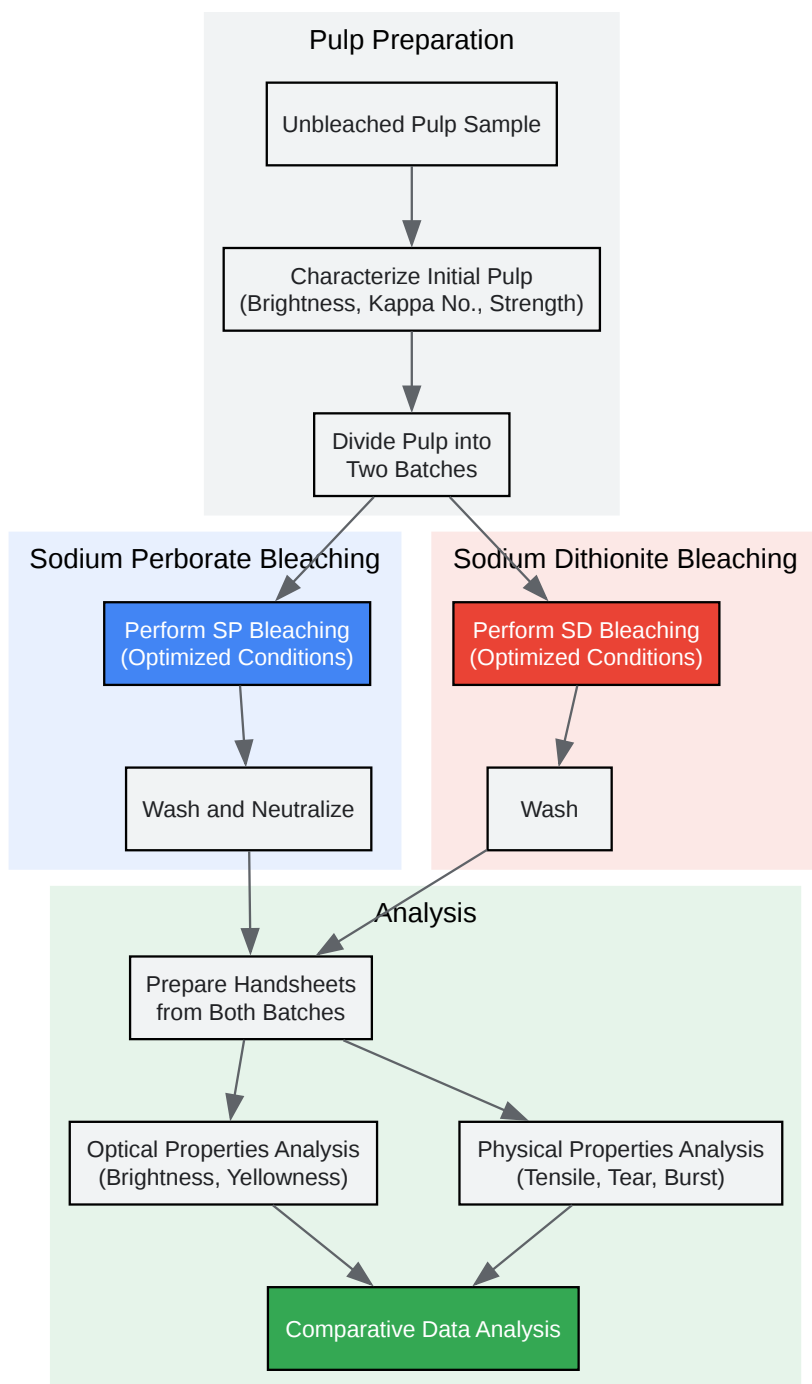 Pulp Preparation
Unbleached Pulp Sample
Characterize Initial Pulp
(Brightness, Kappa No., Strength)
Divide Pulp into
Two Batches
Sodium Perborate Bleaching
Perform SP Bleaching
(Optimized Conditions)
Wash and Neutralize
Sodium Dithionite Bleaching
Perform SD Bleaching
(Optimized Conditions)
Wash
Analysis
Prepare Handsheets
from Both Batches
Optical Properties Analysis
(Brightness, Yellowness)
Physical Properties Analysis
(Tensile, Tear, Burst)
Comparative Data Analysis